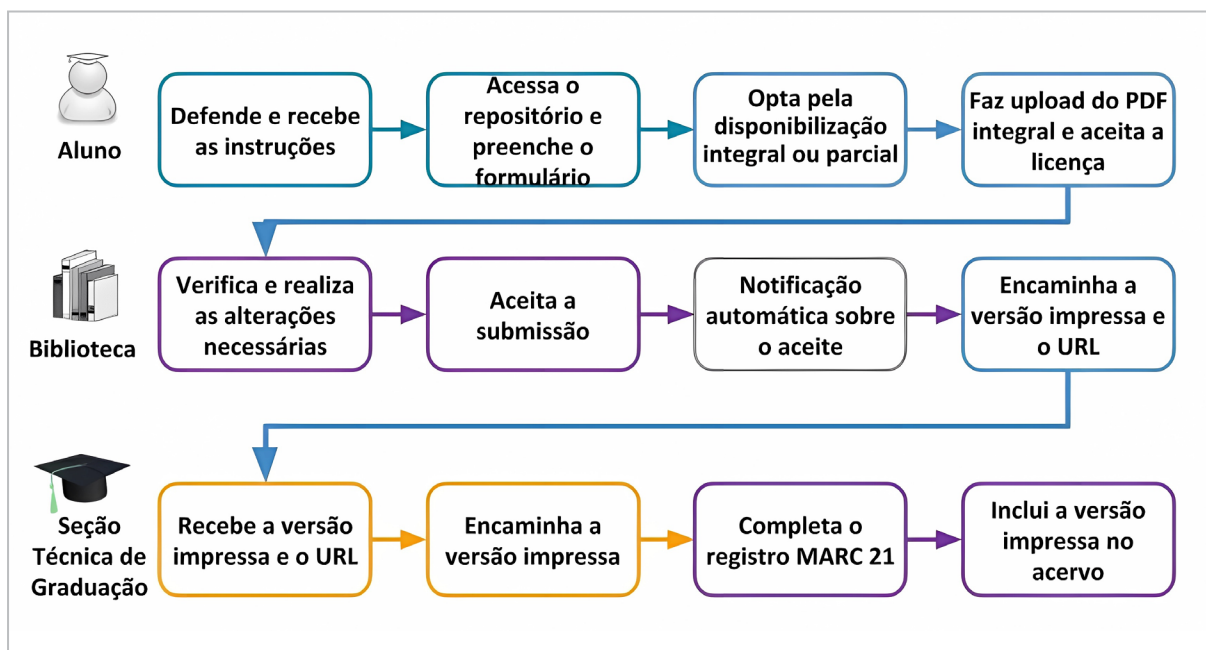 Aluno
Defende e recebe
as instruções
Acessa o
repositório e
preenche o
formulário
Opta pela
disponibilização
integral ou parcial
Faz upload do PDF
integral e aceita a
licença
Biblioteca
Verifica e realiza
as alterações
necessárias
Aceita a
submissão
Notificação
automática sobre
o aceite
Encaminha a
versão impressa e
o URL
Seção
Técnica de
Graduação
Recebe a versão
impressa e o URL
Encaminha a
versão impressa
Completa o
registro MARC 21
Inclui a versão
impressa no
acervo